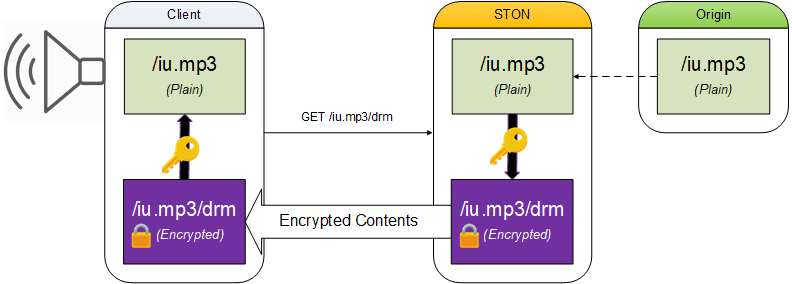 Client
STON
Origin
/iu.mp3
(Plain)
/iu.mp3
(Plain)
/iu.mp3
(Plain)
GET /iu.mp3/drm
/iu.mp3/drm
(Encrypted)
Encrypted Contents
/iu.mp3/drm
(Encrypted)